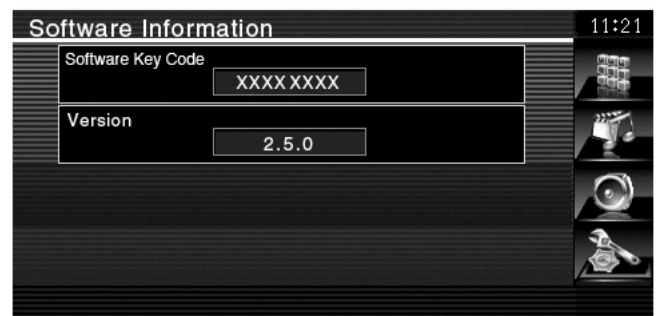 Software Information
11:21
Software Key Code
XXXX XXXX
Version
2.5.0